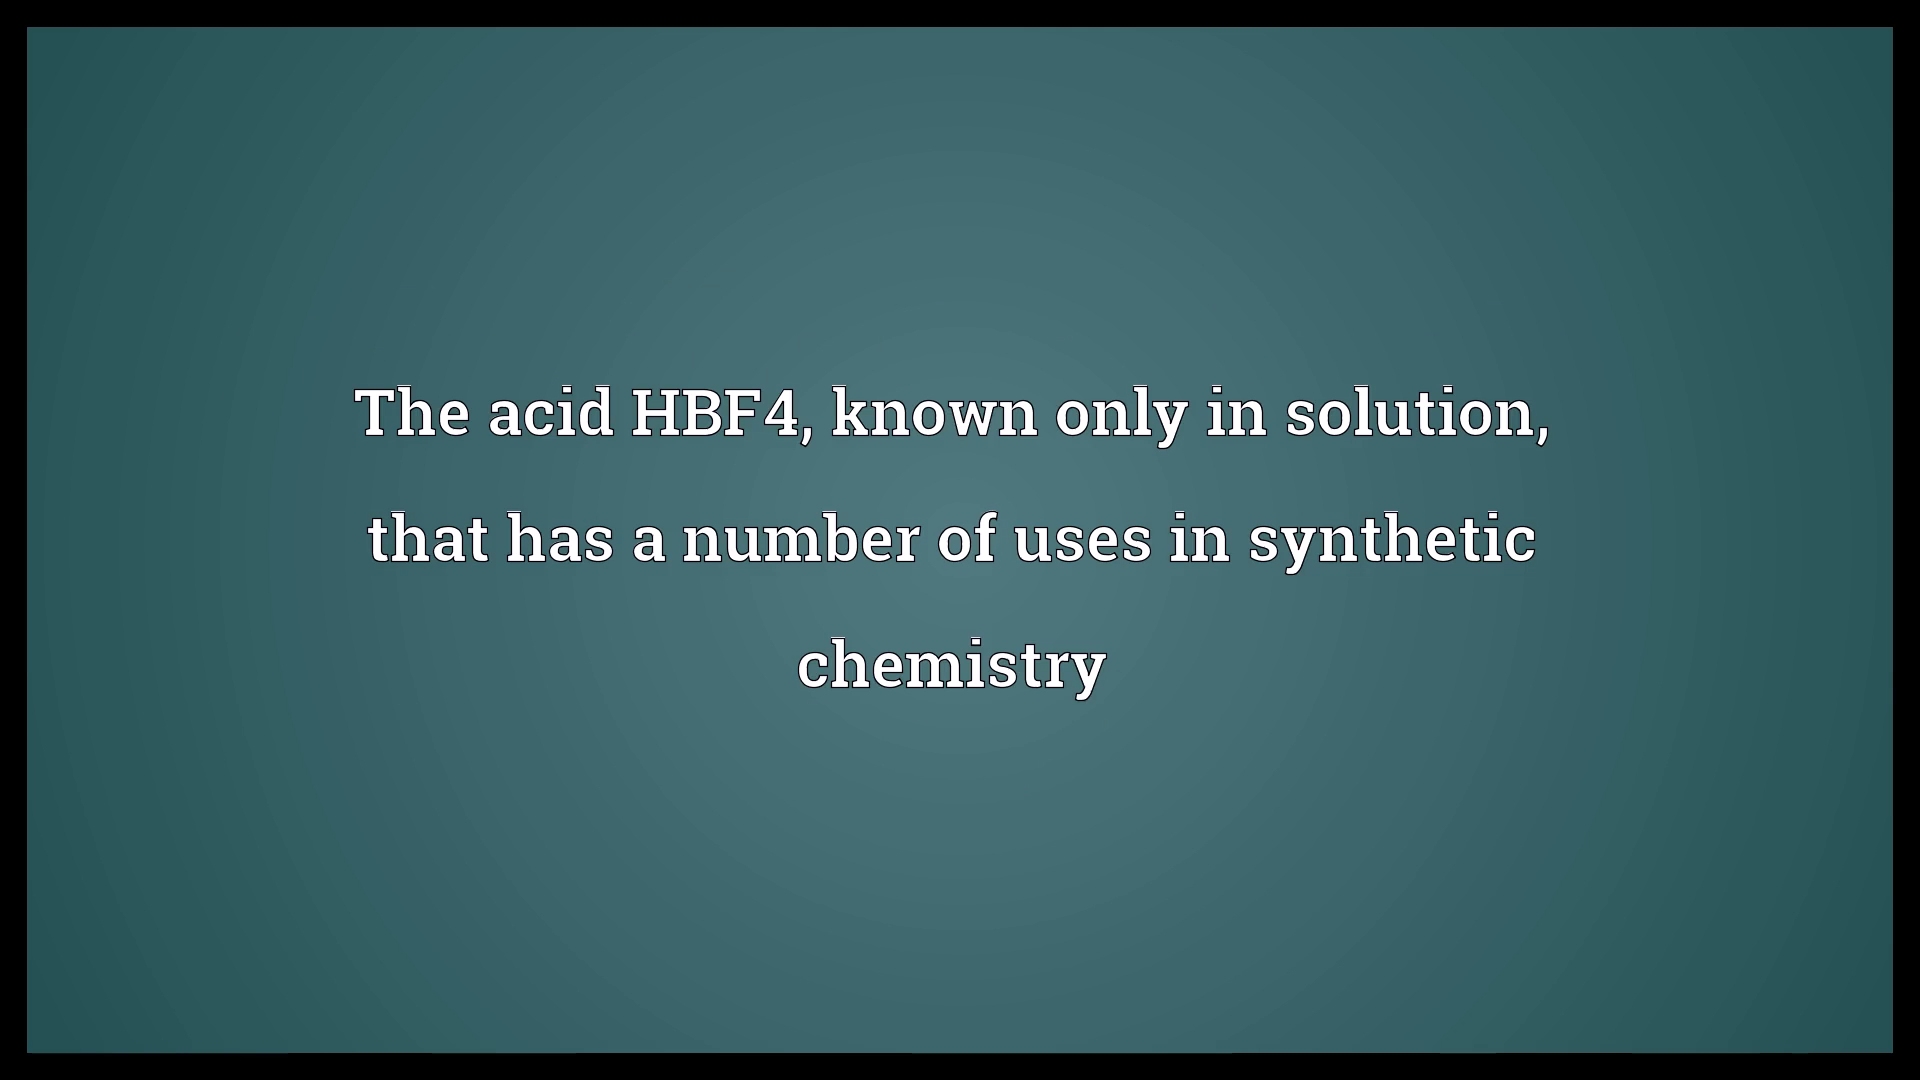 The acid HBF4, known only in solution,
that has a number of uses in synthetic
chemistry